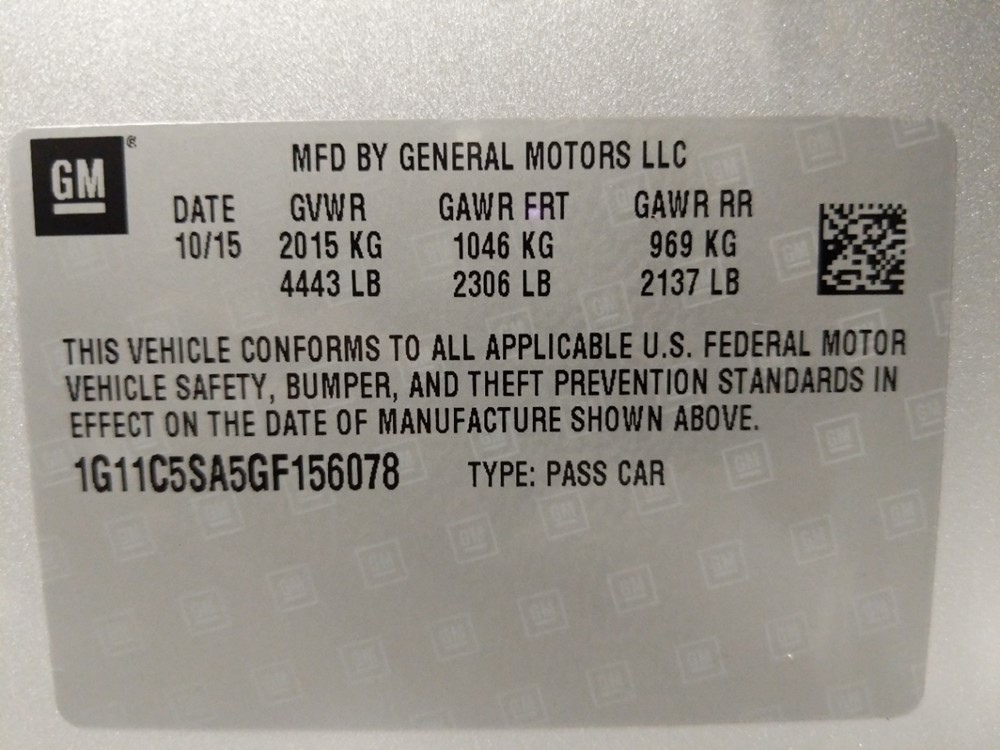 GM®
MFD BY GENERAL MOTORS LLC
DATE GVWR GAWR FRT GAWR RR
10/15 2015 KG 1046 KG 969 KG
4443 LB 2306 LB 2137 LB
THIS VEHICLE CONFORMS TO ALL APPLICABLE U.S. FEDERAL MOTOR
VEHICLE SAFETY, BUMPER, AND THEFT PREVENTION STANDARDS IN
EFFECT ON THE DATE OF MANUFACTURE SHOWN ABOVE.
1G11C5SA5GF156078 TYPE: PASS CAR